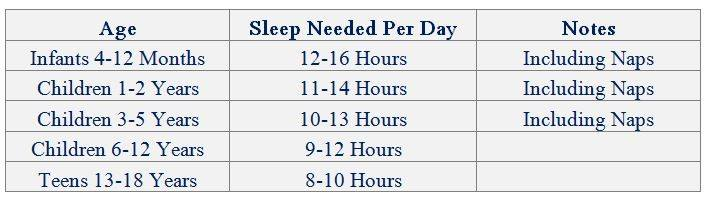 Age Sleep Needed Per Day Notes
Infants 4-12 Months 12-16 Hours Including Naps
Children 1-2 Years 11-14 Hours Including Naps
Children 3-5 Years 10-13 Hours Including Naps
Children 6-12 Years 9-12 Hours
Teens 13-18 Years 8-10 Hours